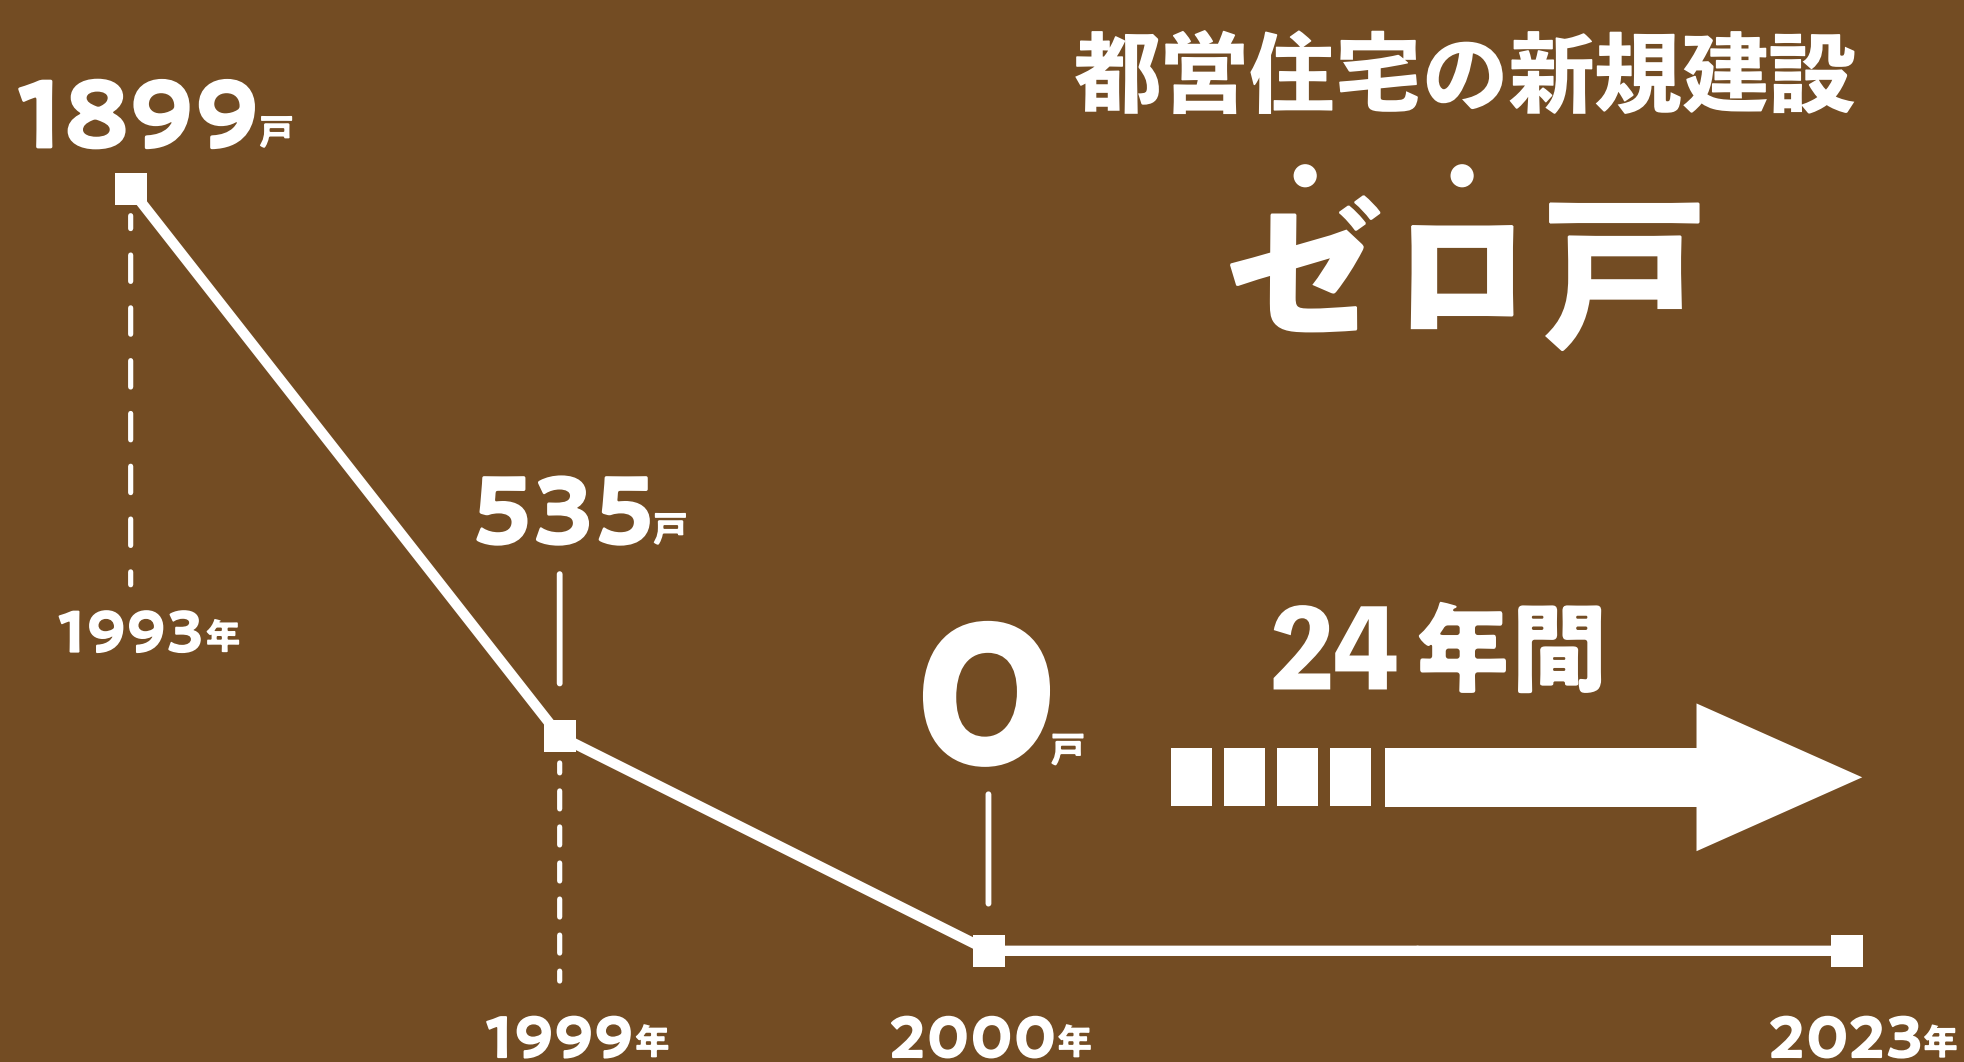 都営住宅の新規建設
ゼロ戸
1899戸
1993年
535戸
1999年
0戸
2000年
24年間
2023年